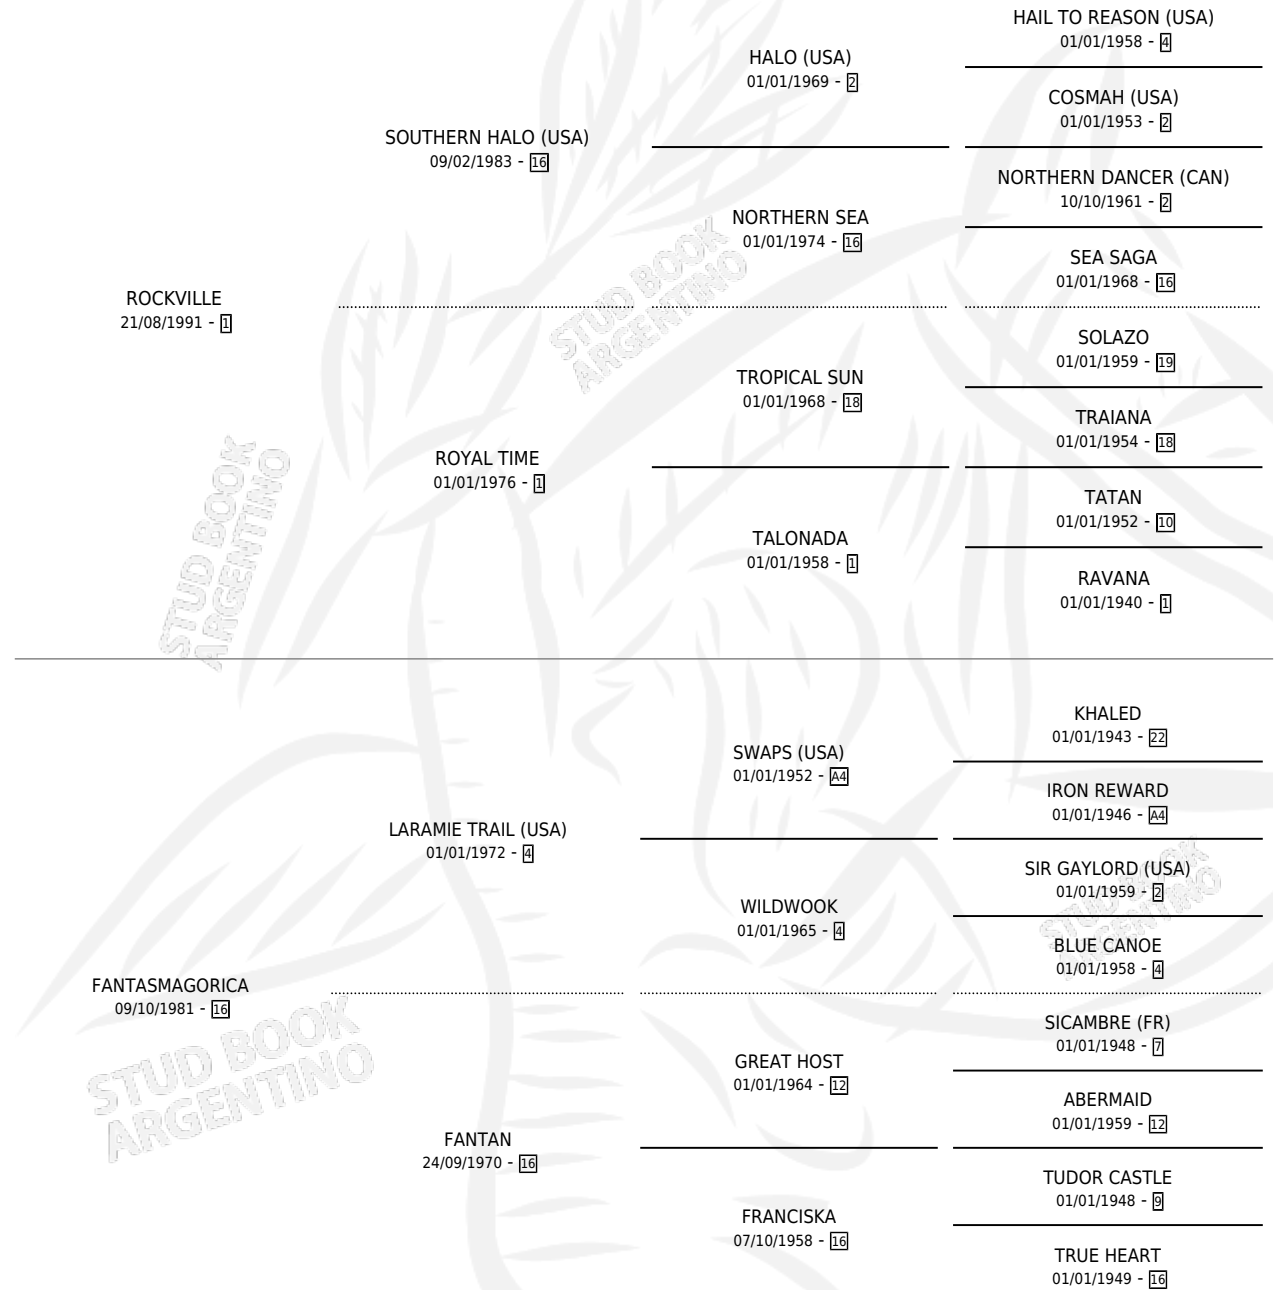 HAIL TO REASON (USA)
01/01/1958 - 4
HALO (USA)
01/01/1969 - 2
COSMAH (USA)
01/01/1953 - 2
SOUTHERN HALO (USA)
09/02/1983 - 16
NORTHERN DANCER (CAN)
10/10/1961 - 2
NORTHERN SEA
01/01/1974 - 16
SEA SAGA
01/01/1968 - 16
STUD BOOK
ARGENTINO
ROCKVILLE
21/08/1991 - 1
SOLAZO
01/01/1959 - 19
TROPICAL SUN
01/01/1968 - 18
TRAIANA
01/01/1954 - 18
ROYAL TIME
01/01/1976 - 1
TATAN
01/01/1952 - 10
TALONADA
01/01/1958 - 1
RAVANA
01/01/1940 - 1
STUD BOOK
ARGENTINO
KHALED
01/01/1943 - 22
SWAPS (USA)
01/01/1952 - A4
IRON REWARD
01/01/1946 - A4
LARAMIE TRAIL (USA)
01/01/1972 - 4
SIR GAYLORD (USA)
01/01/1959 - 2
WILDWOOK
01/01/1965 - 4
STUD BOOK
ARGENTINO
BLUE CANOE
01/01/1958 - 4
FANTASMAGORICA
09/10/1981 - 16
SICAMBRE (FR)
01/01/1948 - 7
STUD BOOK
ARGENTINO
GREAT HOST
01/01/1964 - 12
ABERMAID
01/01/1959 - 12
FANTAN
24/09/1970 - 16
TUDOR CASTLE
01/01/1948 - 9
FRANCISKA
07/10/1958 - 16
TRUE HEART
01/01/1949 - 16